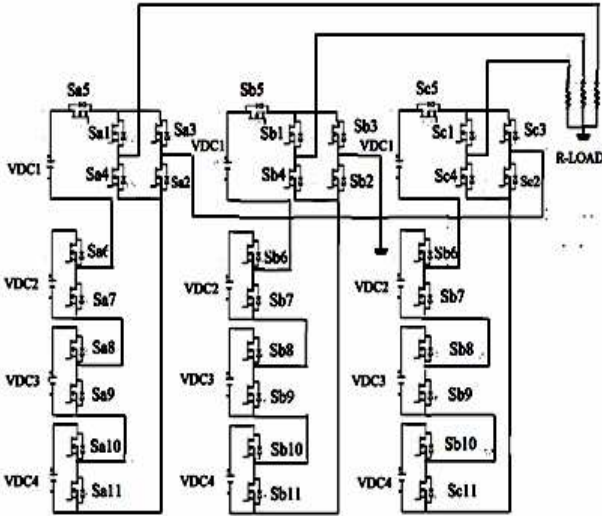 Sa5
Sb5
Sc5
Sa1
Sa3
Sb1
Sb3
Sc1
Sc3
VDC1
VDC1
VDC1
R-LOAD
Sa4
Sa2
Sb4
Sb2
Sc4
Sc2
Sa6
Sb6
Sb6
VDC2
VDC2
VDC2
Sa7
Sb7
Sb7
Sa8
Sb8
Sb8
VDC3
VDC3
VDC3
Sa9
Sb9
Sb9
Sa10
Sb10
Sb10
VDC4
VDC4
VDC4
Sa11
Sb11
Sc11